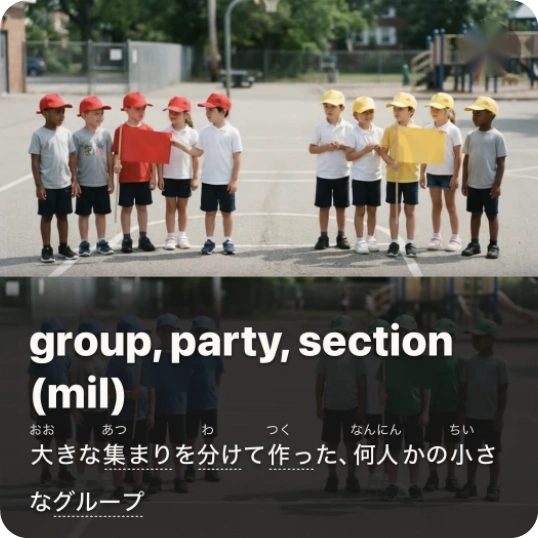 group, party, section
(mil)
おお あつ わ つく なんにん ちい
大きな集まりを分けて作った、何人かの小さ
なグループ